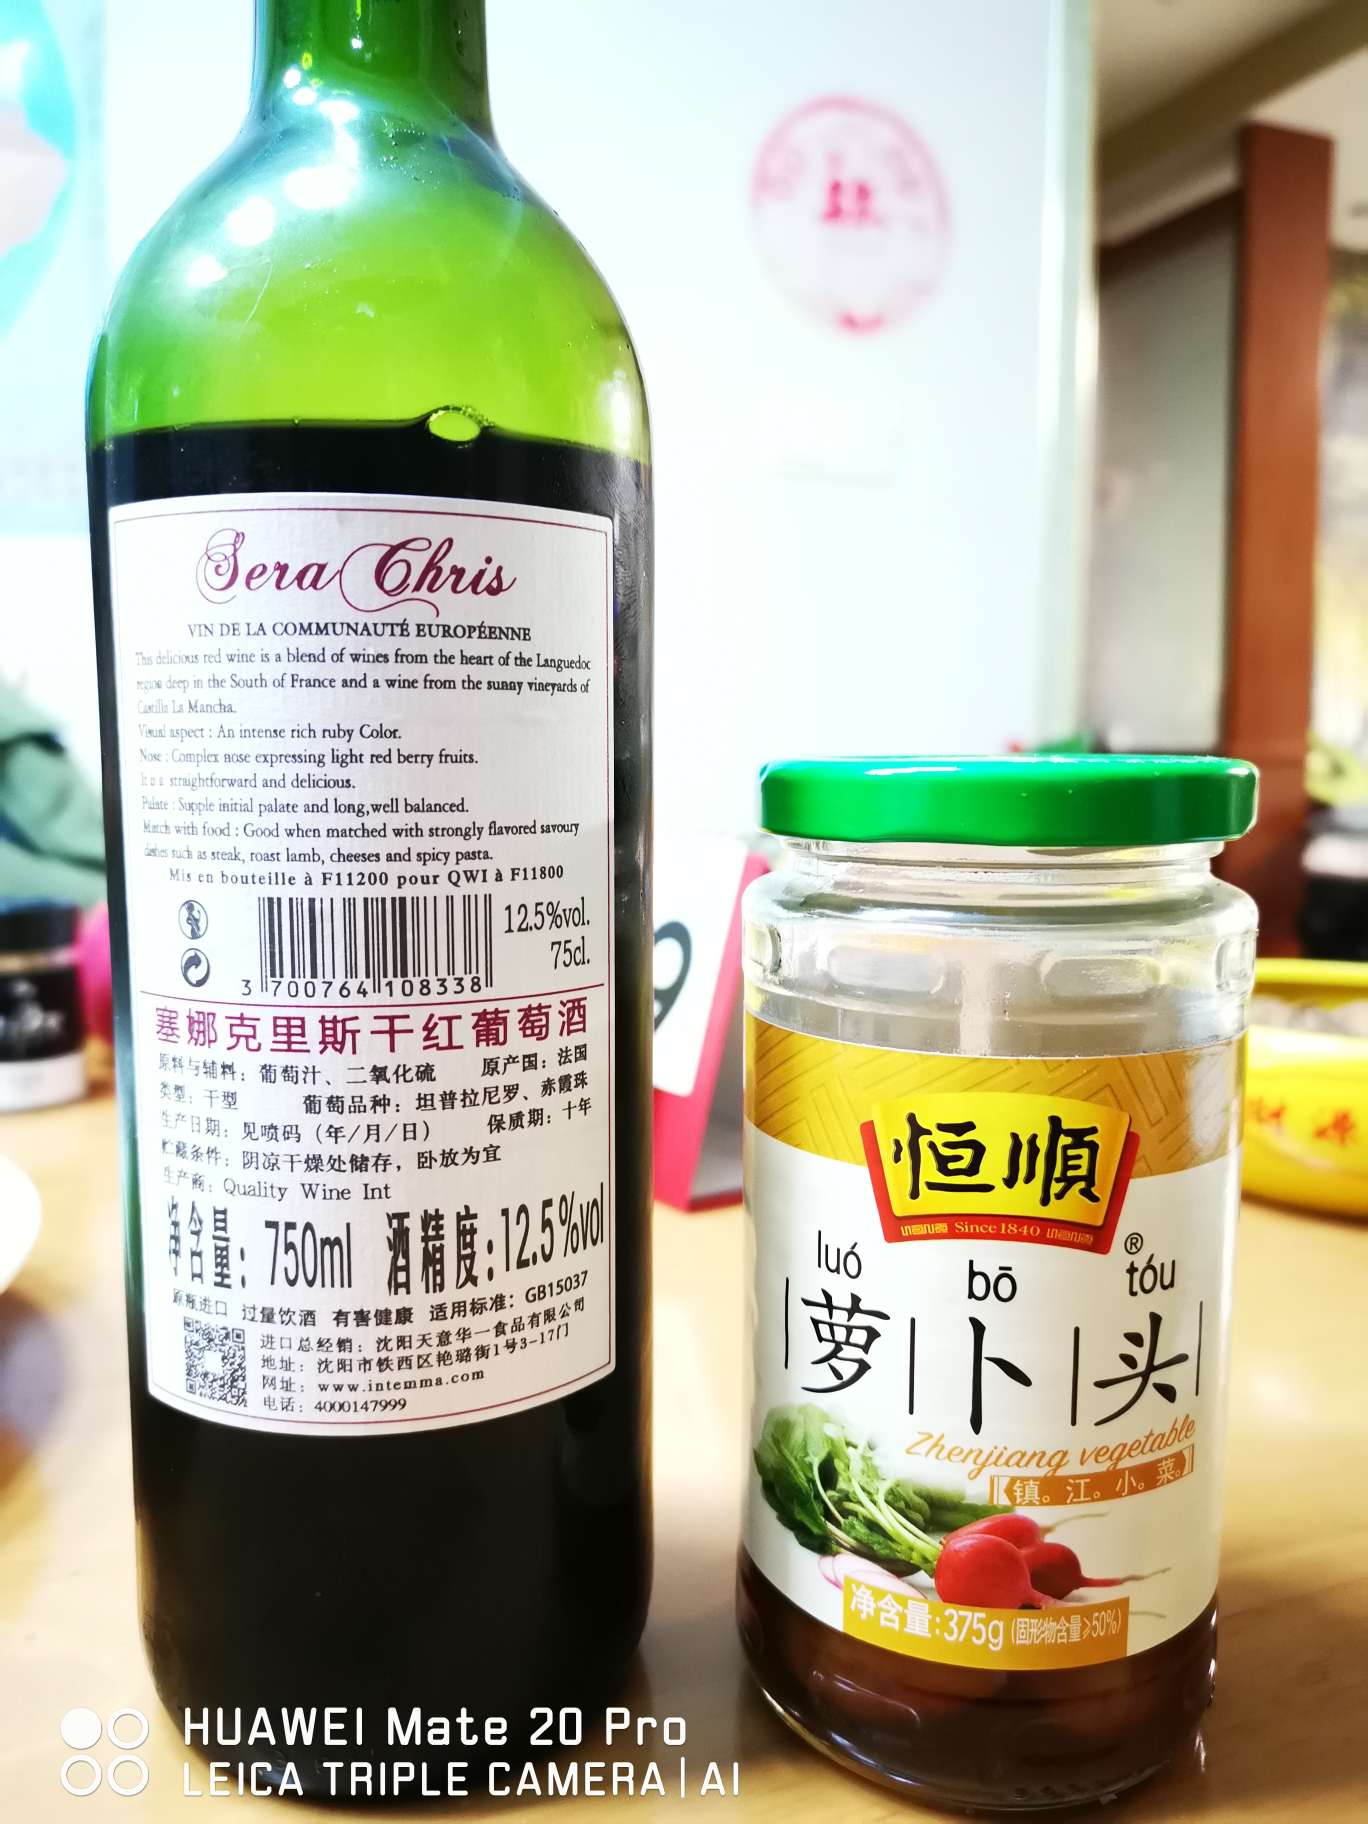 Sera Chris
VIN DE LA COMMUNAUTÉ EUROPÉENNE
This delicious red wine is a blend of wines from the heart of the Languedoc
region deep in the South of France and a wine from the sunny vineyards of
Castilla La Mancha.
Visual aspect : An intense rich ruby Color.
Nose : Complex nose expressing light red berry fruits.
It is a straightforward and delicious.
Palate : Supple initial palate and long,well balanced.
Match with food : Good when matched with strongly flavored savoury
dishes such as steak, roast lamb, cheeses and spicy pasta.
Mis en bouteille à F11200 pour QWI à F11800
12.5%vol.
75cl.
3 700764 108338
塞娜克里斯干红葡萄酒
原料与辅料：葡萄汁、二氧化硫 原产国：法国
类型：干型 葡萄品种：坦普拉尼罗、赤霞珠
生产日期：见喷码（年/月/日） 保质期：十年
贮藏条件：阴凉干燥处储存，卧放为宜
生产商：Quality Wine Int
净含量：750ml 酒精度：12.5%vol
原瓶进口 过量饮酒 有害健康 适用标准：GB15037
进口总经销：沈阳天意华一食品有限公司
地址：沈阳市铁西区艳璐街1号3-17门
网址：www.intemma.com
电话：4000147999
恒順
Since1840
®
luó bō tóu
萝卜头
Zhenjiang vegetable
镇。江。小。菜。
净含量:375g (固形物含量≥50%)
9
HUAWEI Mate 20 Pro
LEICA TRIPLE CAMERA | AI